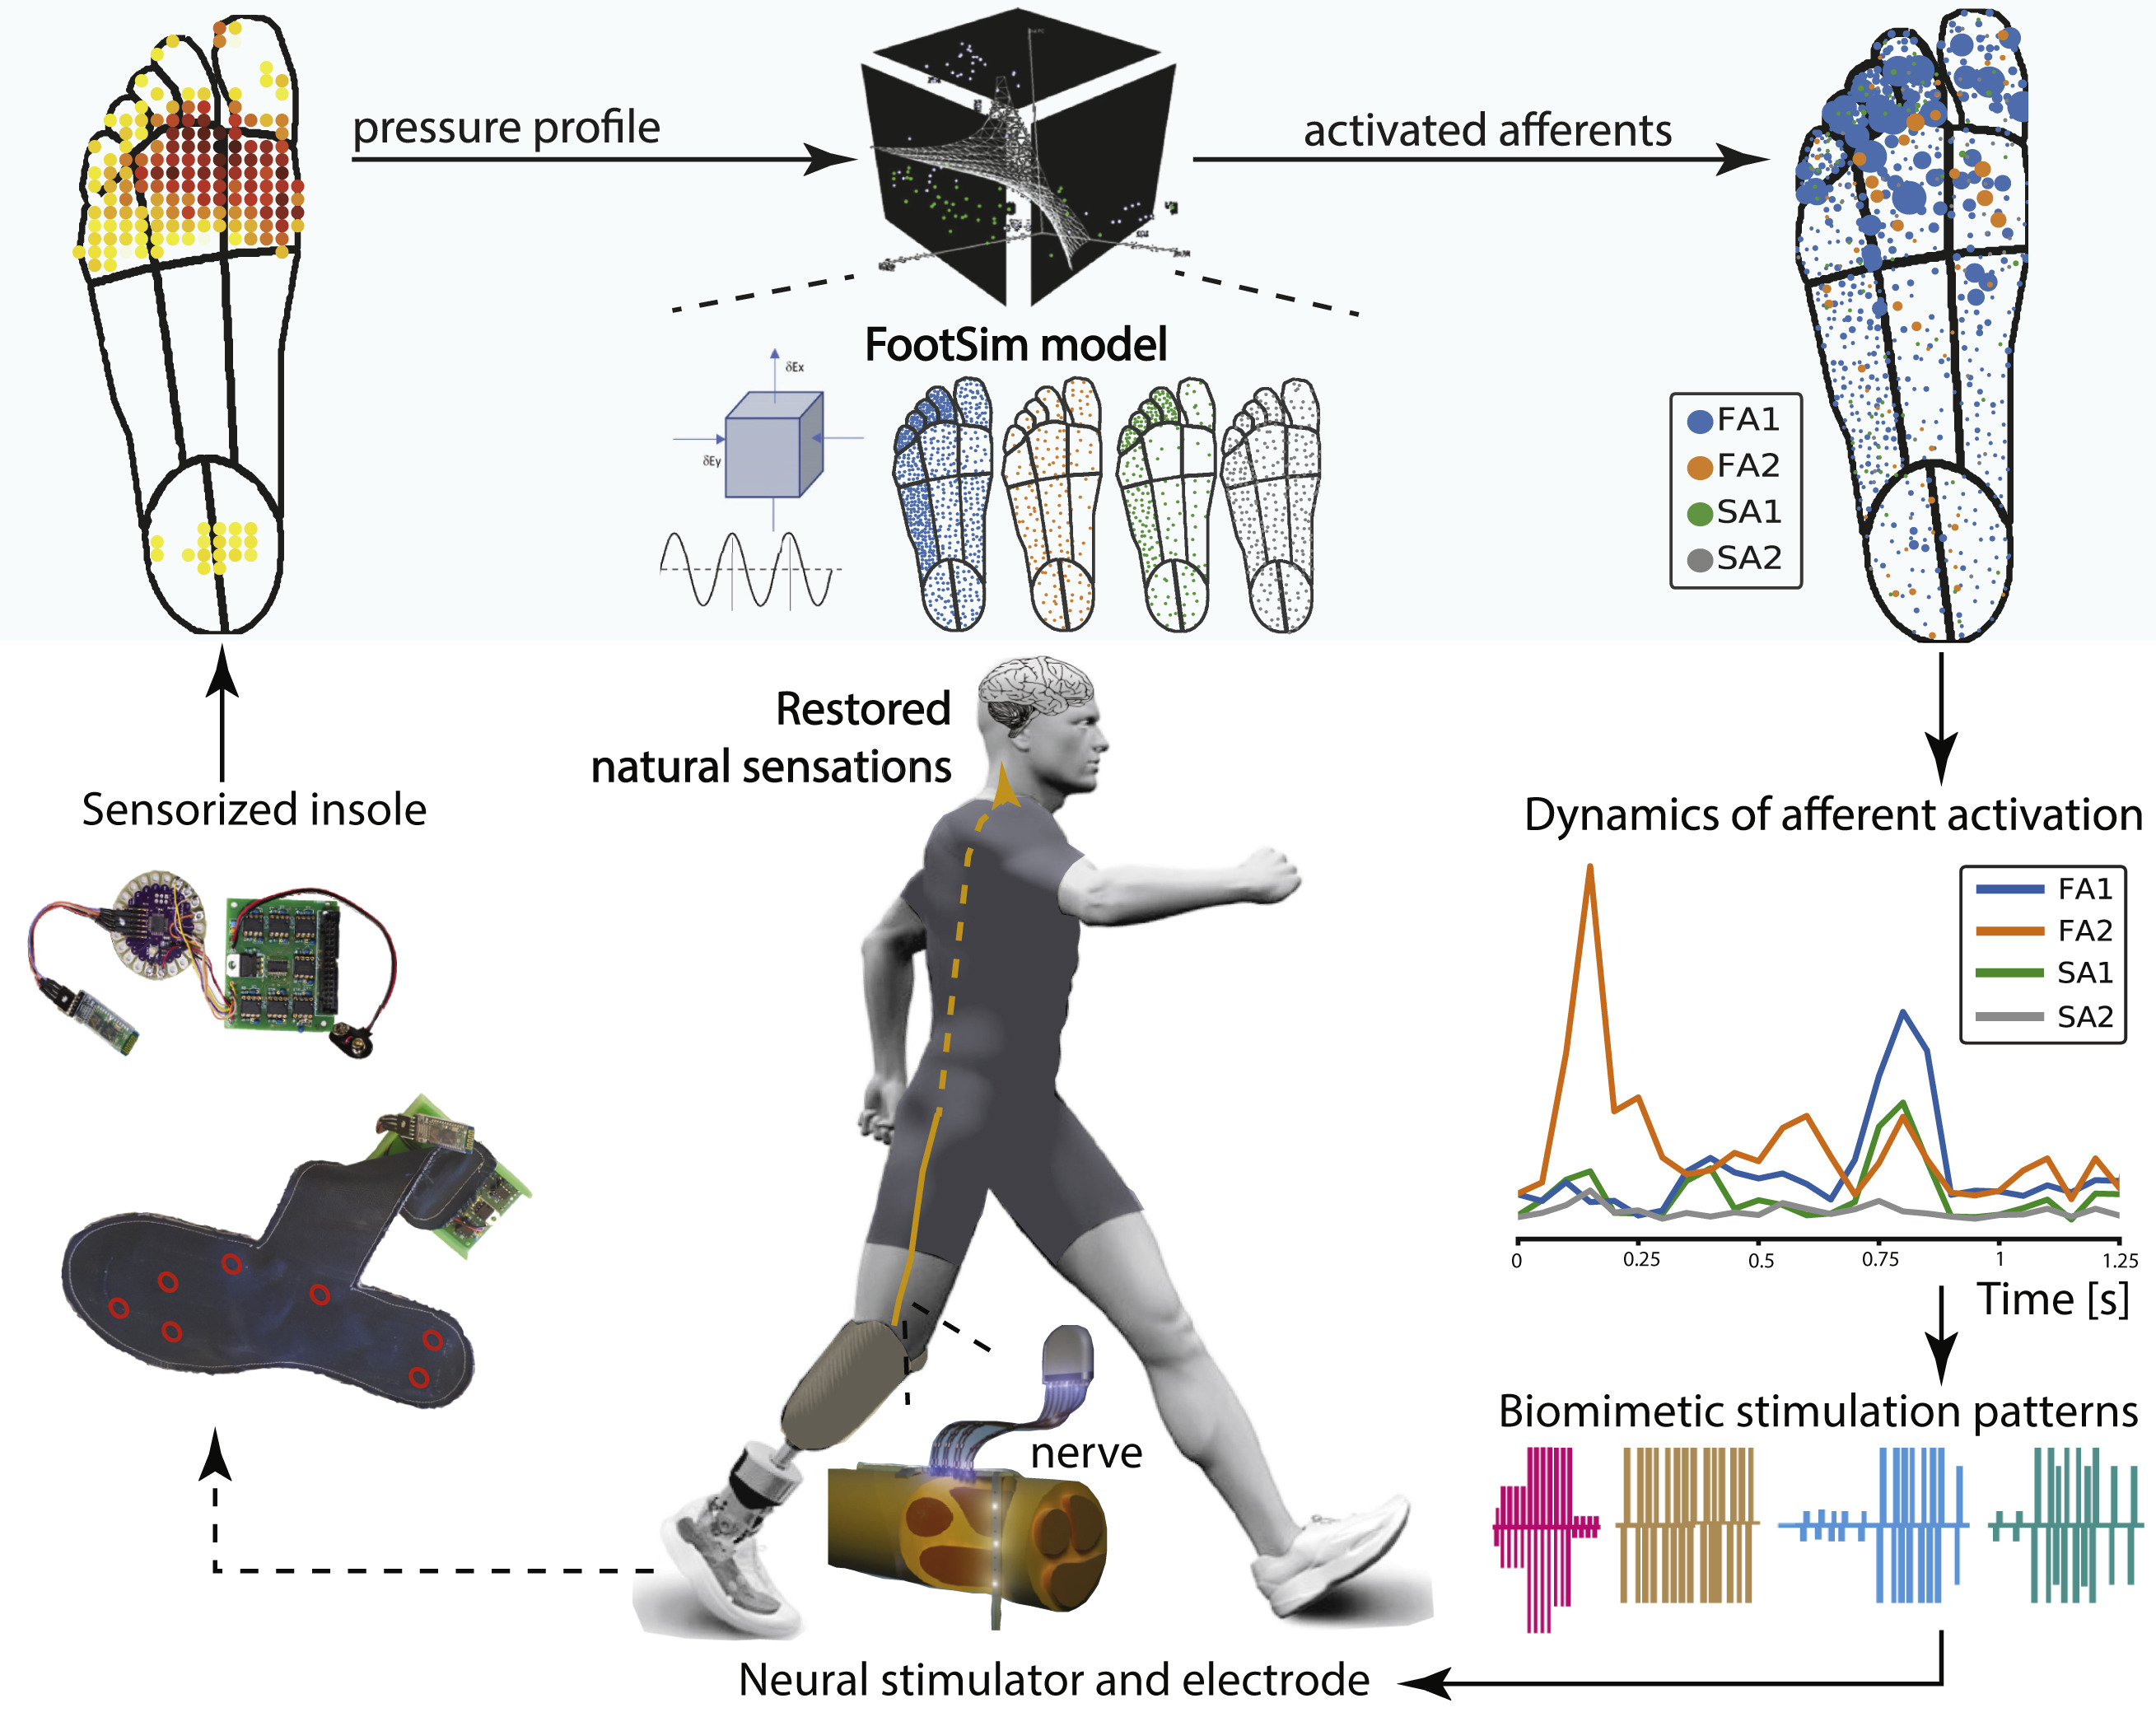 pressure profile
activated afferents
FootSim model
δEx
δEy
FA1
FA2
SA1
SA2
Restored
natural sensations
Sensorized insole
Dynamics of afferent activation
FA1
FA2
SA1
SA2
0 0.25 0.5 0.75 1 1.25
Time [s]
Biomimetic stimulation patterns
nerve
Neural stimulator and electrode